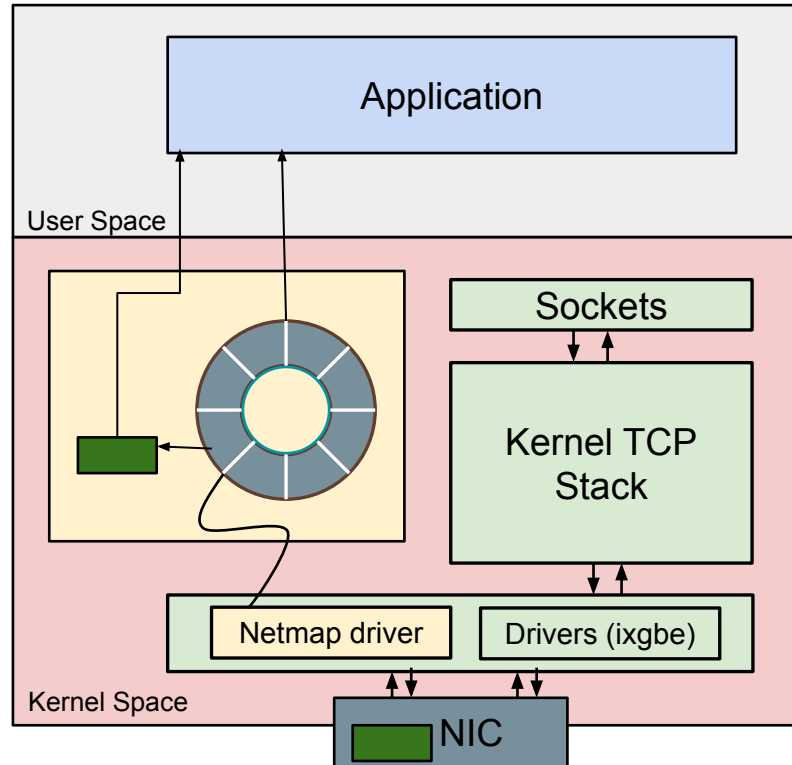 Application
User Space
Sockets
Kernel TCP
Stack
Netmap driver
Drivers (ixgbe)
Kernel Space
NIC